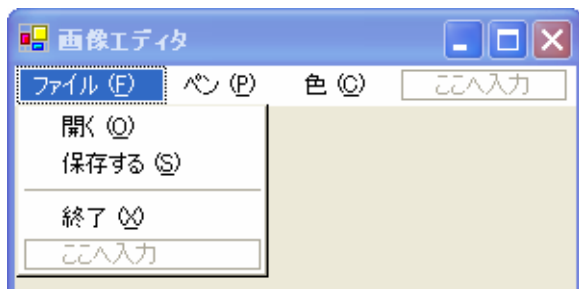 画像エディタ
ファイル (F) ペン (P) 色 (C) ここへ入力
開く (O)
保存する (S)
終了 (X)
ここへ入力